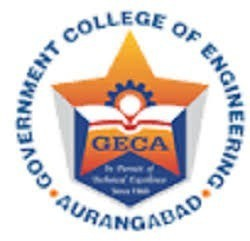 GOVERNMENT COLLEGE OF ENGINEERING
AURANGABAD
GECA
In Pursuit of
Technical Excellence
Since 1960